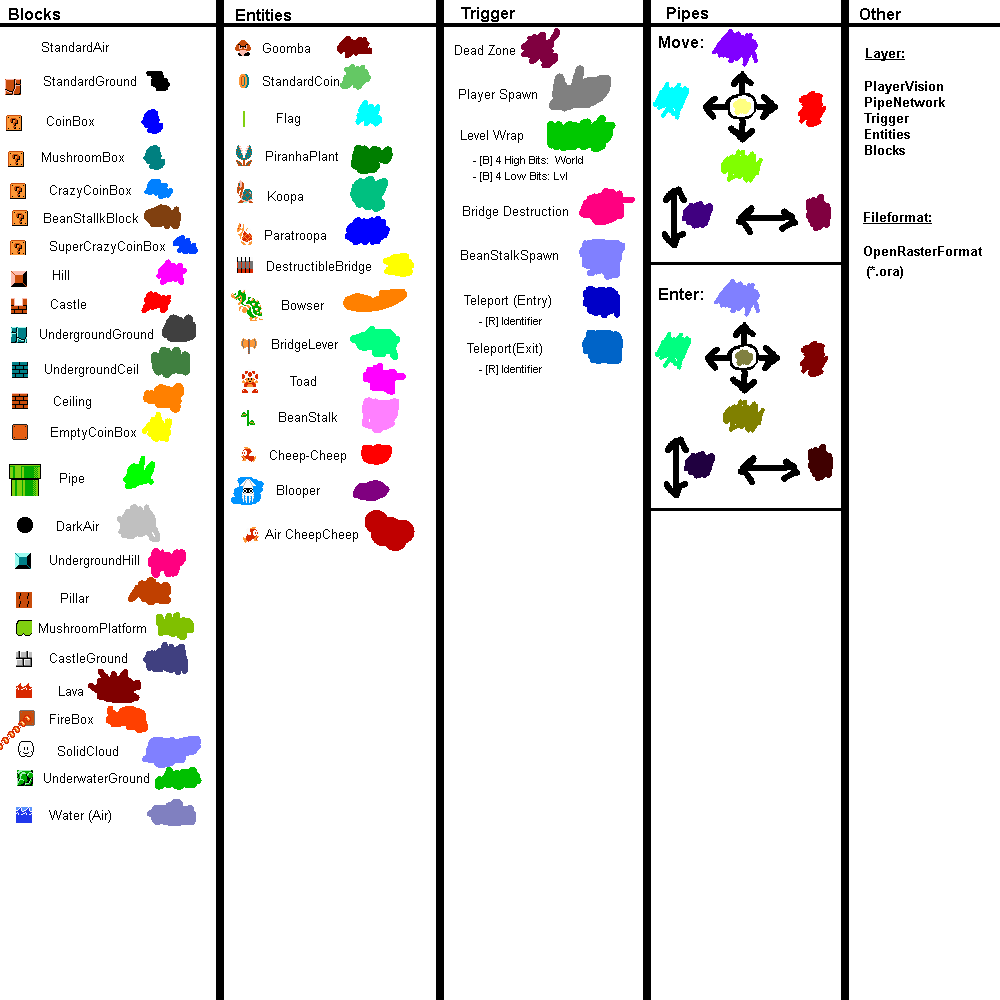 Blocks
StandardAir
StandardGround
CoinBox
MushroomBox
CrazyCoinBox
BeanStallkBlock
SuperCrazyCoinBox
Hill
Castle
UndergroundGround
UndergroundCeil
Ceiling
EmptyCoinBox
Pipe
DarkAir
UndergroundHill
Pillar
MushroomPlatform
CastleGround
Lava
FireBox
SolidCloud
UnderwaterGround
Water (Air)
Entities
Goomba
StandardCoin
Flag
PiranhaPlant
Koopa
Paratroopa
DestructibleBridge
Bowser
BridgeLever
Toad
BeanStalk
Cheep-Cheep
Blooper
Air CheepCheep
Trigger
Dead Zone
Player Spawn
Level Wrap
- [B] 4 High Bits: World
- [B] 4 Low Bits: Lvl
Bridge Destruction
BeanStalkSpawn
Teleport (Entry)
- [R] Identifier
Teleport(Exit)
- [R] Identifier
Pipes
Move:
Enter:
Other
Layer:
PlayerVision
PipeNetwork
Trigger
Entities
Blocks
Fileformat:
OpenRasterFormat
(*.ora)